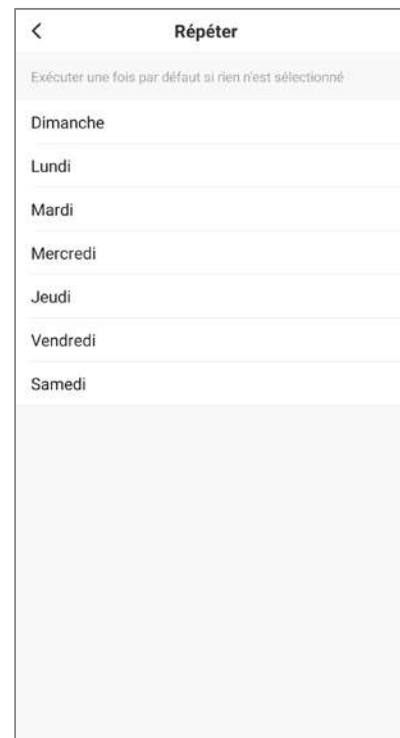 Répéter
Exécuter une fois par défaut si rien n'est sélectionné
Dimanche
Lundi
Mardi
Mercredi
Jeudi
Vendredi
Samedi